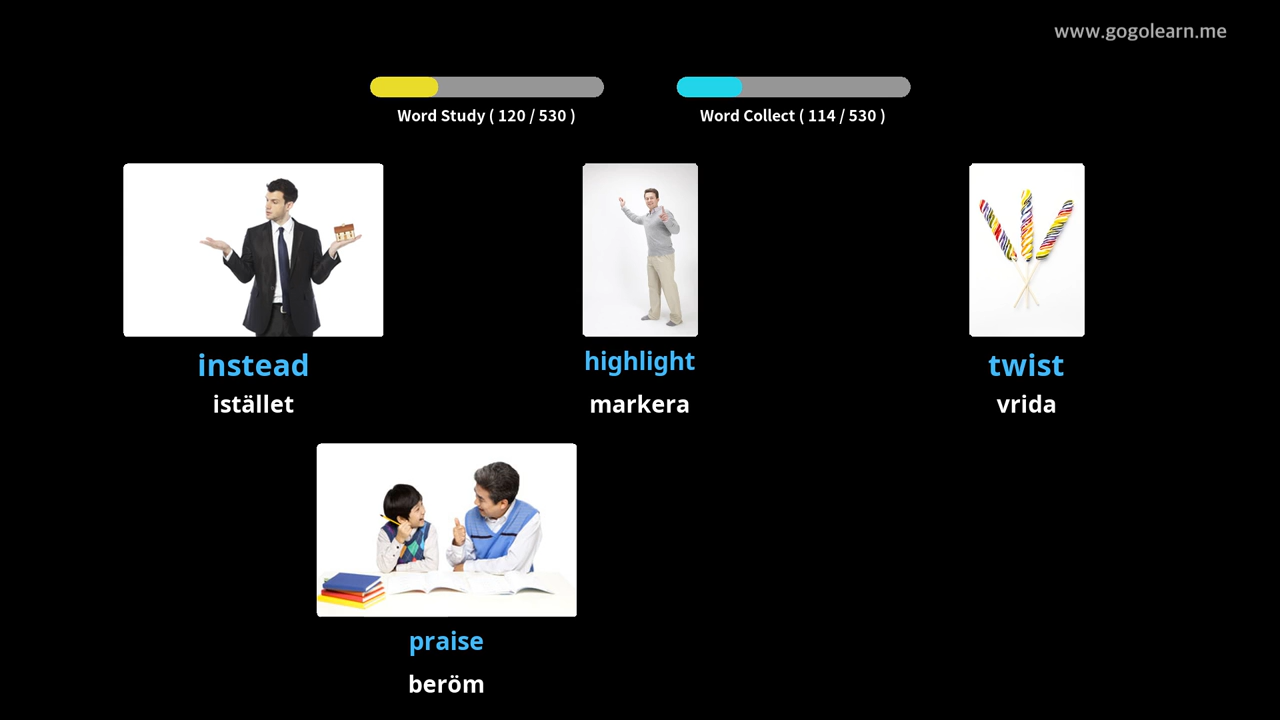 www.gogolearn.me
Word Study ( 120 / 530 )
Word Collect ( 114 / 530 )
instead
istället
highlight
markera
twist
vrida
praise
beröm